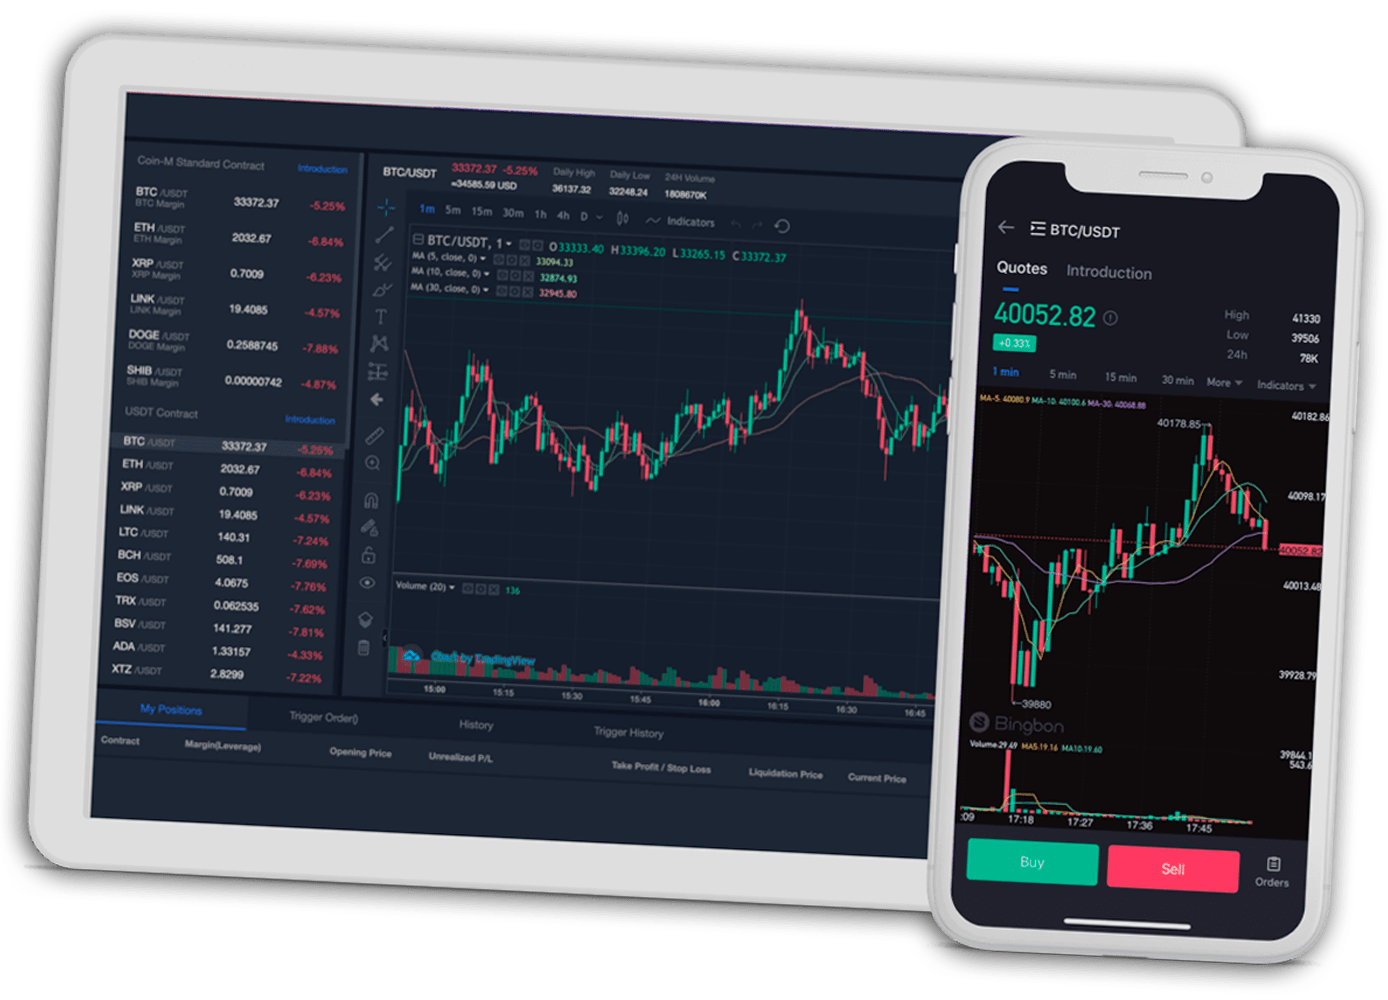 Coin-M Standard Contract Introduction
BTC /USDT 33372.37 -5.25%
BTC Margin
ETH /USDT 2032.67 -6.84%
ETH Margin
XRP /USDT 0.7009 -6.23%
XRP Margin
LINK /USDT 19.4085 -4.57%
LINK Margin
DOGE /USDT 0.2588745 -7.88%
DOGE Margin
SHIB /USDT 0.00000742 -4.87%
SHIB Margin
USDT Contract Introduction
BTC /USDT 33372.37 -5.25%
ETH /USDT 2032.67 -6.84%
XRP /USDT 0.7009 -6.23%
LINK /USDT 19.4085 -4.57%
LTC /USDT 140.31 -7.24%
BCH /USDT 508.1 -7.69%
EOS /USDT 4.0675 -7.76%
TRX /USDT 0.062535 -7.62%
BSV /USDT 141.277 -7.81%
ADA /USDT 1.33157 -4.33%
XTZ /USDT 2.8299 -7.22%
BTC/USDT 33372.37 -5.25% Daily High Daily Low 24H Volume
≈34585.59 USD 36137.32 32248.24 1808670K
1m 5m 15m 30m 1h 4h D Indicators
BTC/USDT, 1 O33333.40 H33396.20 L33265.15 C33372.37
MA (5, close, 0) 33094.33
MA (10, close, 0) 32874.93
MA (30, close, 0) 32945.80
Volume (20) 136
Chart by TradingView
15:00 15:15 15:30 15:45 16:00 16:15 16:30 16:45
My Positions Trigger Order() History Trigger History
Contract Margin(Leverage) Opening Price Unrealized P/L Take Profit / Stop Loss Liquidation Price Current Price
BTC/USDT
Quotes Introduction
40052.82 High 41330
Low 39506
+0.33% 24h 78K
1 min 5 min 15 min 30 min More Indicators
MA-5: 40080.9 MA-10: 40100.6 MA-30: 40068.88
40182.86
40178.85
40098.17
40052.82
40013.48
39928.79
39880
Bingbon
Volume:29.49 MA5:19.16 MA10:19.60
39844.1
543.6
:09 17:18 17:27 17:36 17:45
Buy Sell Orders